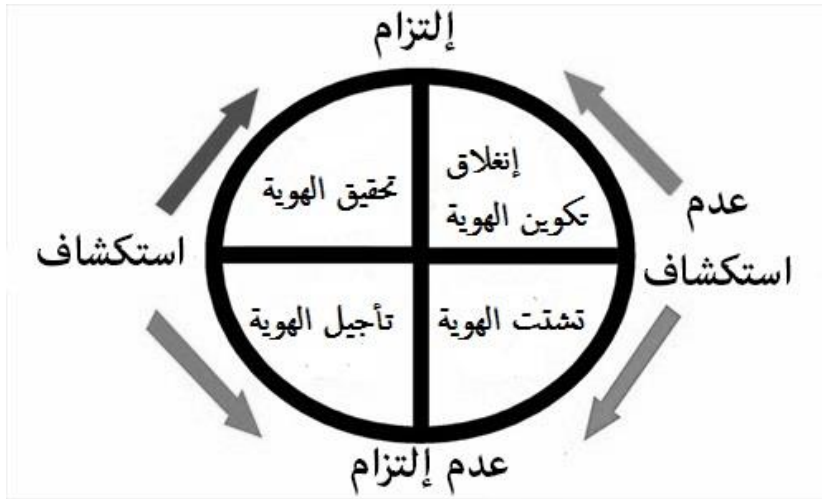 إلتزام
إنغلاق
تكوين الهوية
تحقيق الهوية
عدم
استكشاف
استكشاف
تشتت الهوية
تأجيل الهوية
عدم إلتزام